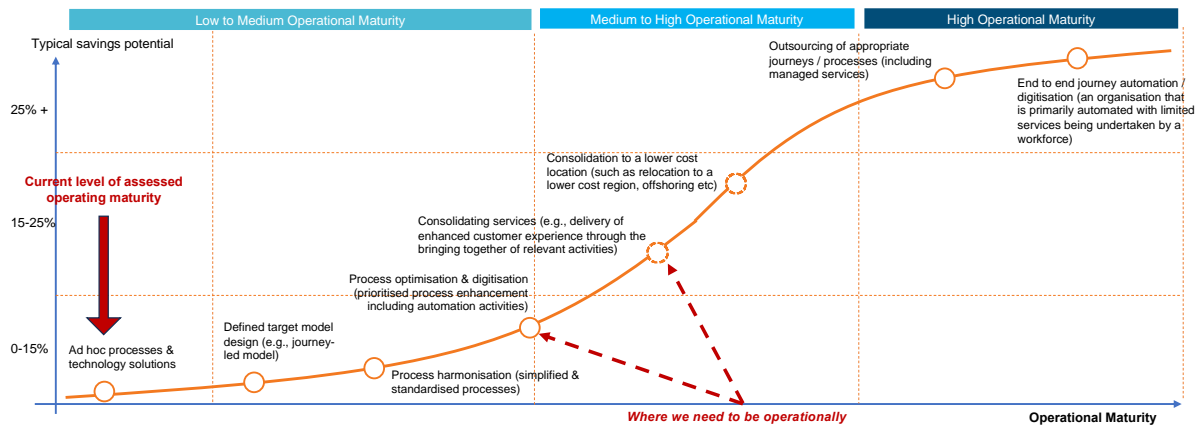 Low to Medium Operational Maturity
Medium to High Operational Maturity
High Operational Maturity
Typical savings potential
25% +
15-25%
0-15%
Current level of assessed
operating maturity
Ad hoc processes &
technology solutions
Defined target model
design (e.g., journey-
led model)
Process harmonisation (simplified &
standardised processes)
Process optimisation & digitisation
(prioritised process enhancement
including automation activities)
Consolidating services (e.g., delivery of
enhanced customer experience through the
bringing together of relevant activities)
Consolidation to a lower cost
location (such as relocation to a
lower cost region, offshoring etc)
Outsourcing of appropriate
journeys / processes (including
managed services)
End to end journey automation /
digitisation (an organisation that
is primarily automated with limited
services being undertaken by a
workforce)
Where we need to be operationally
Operational Maturity